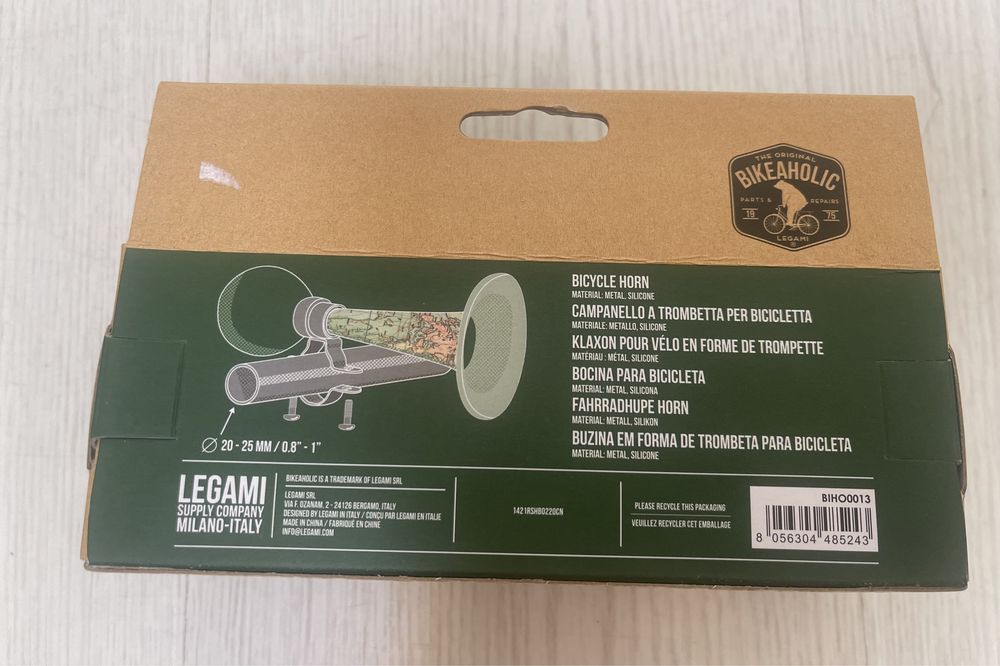 THE ORIGINAL
BIKEAHOLIC
PARTS & REPAIRS
19 75
LEGAMI
BICYCLE HORN
MATERIAL: METAL, SILICONE
CAMPANELLO A TROMBETTA PER BICICLETTA
MATERIALE: METALLO, SILICONE
KLAXON POUR VÉLO EN FORME DE TROMPETTE
MATÉRIAU : MÉTAL, SILICONE
BOCINA PARA BICICLETA
MATERIAL: METAL, SILICONA
FAHRRADHUPE HORN
MATERIAL: METALL, SILIKON
BUZINA EM FORMA DE TROMBETA PARA BICICLETA
MATERIAL: METAL, SILICONE
Ø 20 - 25 MM / 0.8" - 1"
LEGAMI
SUPPLY COMPANY
MILANO-ITALY
BIKEAHOLIC IS A TRADEMARK OF LEGAMI SRL
LEGAMI SRL
VIA F. OZANAM, 2 - 24126 BERGAMO, ITALY
DESIGNED BY LEGAMI IN ITALY / CONÇU PAR LEGAMI EN ITALIE
MADE IN CHINA / FABRIQUÉ EN CHINE
INFO@LEGAMI.COM
1421RSHB0220CN
PLEASE RECYCLE THIS PACKAGING
VEUILLEZ RECYCLER CET EMBALLAGE
BIHO0013
8 056304 485243